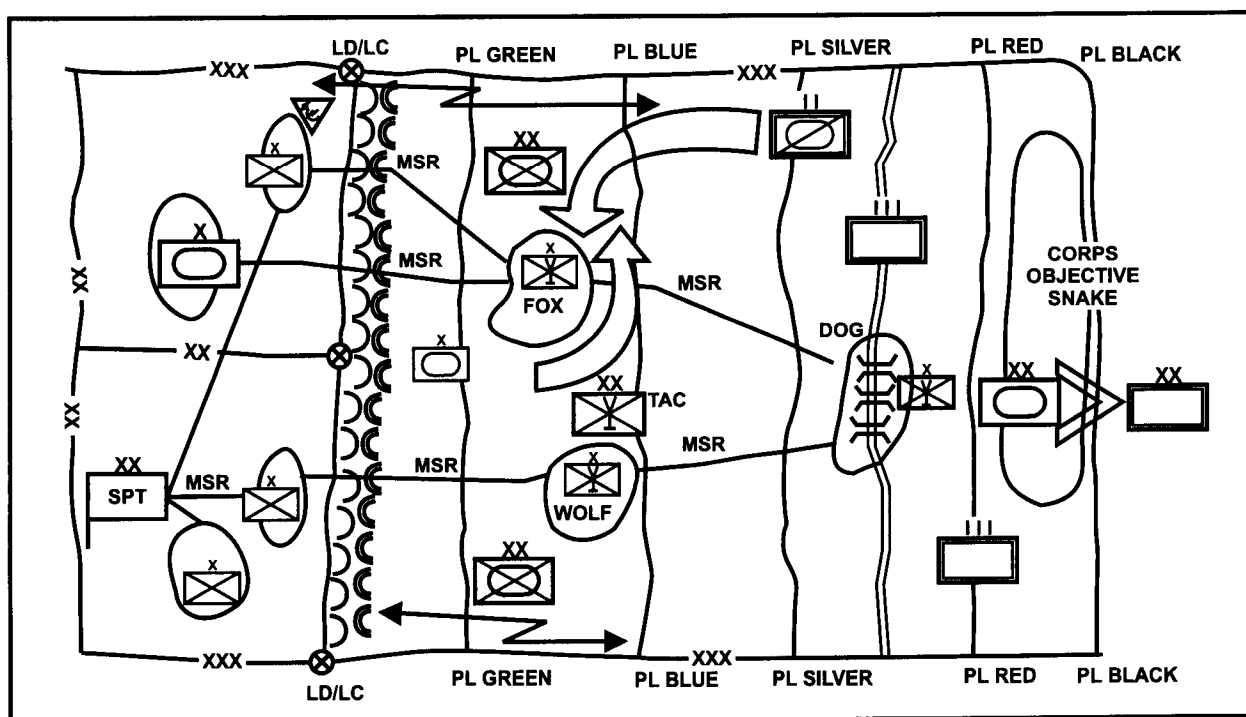 LD/LC
PL GREEN
PL BLUE
PL SILVER
PL RED
PL BLACK
XXX
XXX
XX
X
MSR
XX
II
X
MSR
X
FOX
MSR
III
CORPS
OBJECTIVE
SNAKE
XX
XX
X
DOG
X
XX
XX
XX
TAC
XX
SPT
MSR
X
MSR
X
WOLF
MSR
X
XX
III
XXX
XXX
LD/LC
PL GREEN
PL BLUE
PL SILVER
PL RED
PL BLACK